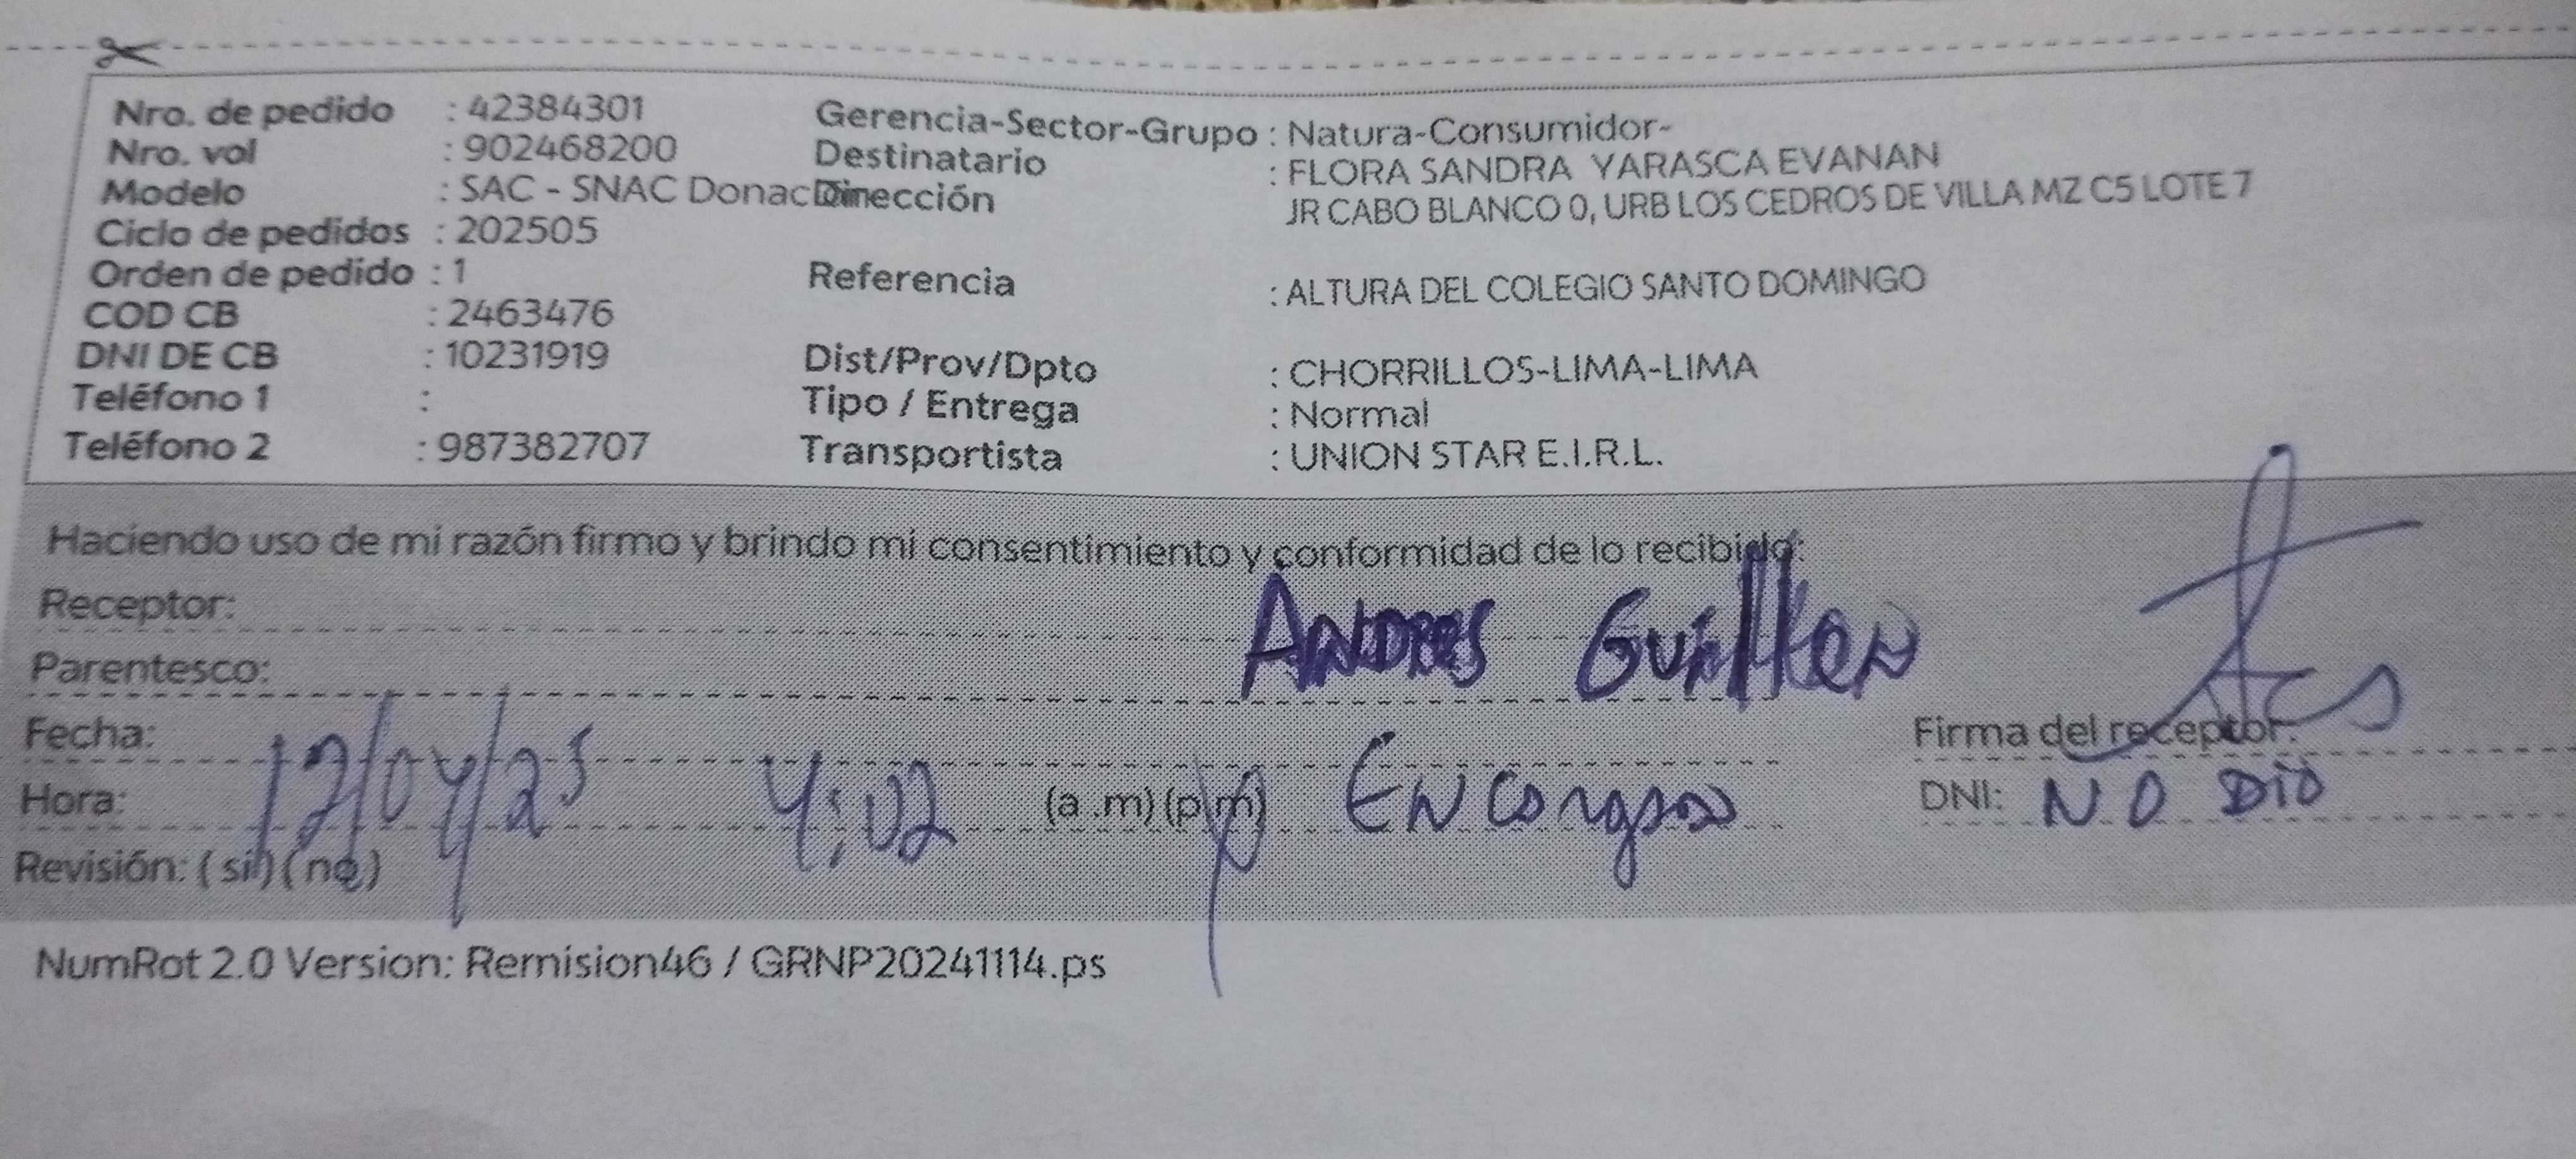 Nro. de pedido : 42384301
Nro. vol : 902468200
Modelo : SAC - SNAC Donac
Ciclo de pedidos : 202505
Orden de pedido : 1
COD CB : 2463476
DNI DE CB : 10231919
Teléfono 1 :
Teléfono 2 : 987382707
Gerencia-Sector-Grupo : Natura-Consumidor-
Destinatario : FLORA SANDRA YARASCA EVANAN
Dirección JR CABO BLANCO 0, URB LOS CEDROS DE VILLA MZ C5 LOTE 7
Referencia : ALTURA DEL COLEGIO SANTO DOMINGO
Dist/Prov/Dpto : CHORRILLOS-LIMA-LIMA
Tipo / Entrega : Normal
Transportista : UNION STAR E.I.R.L.
Haciendo uso de mi razón firmo y brindo mi consentimiento y conformidad de lo recibido:
Receptor: ANDRES Guillen
Parentesco:
Fecha: 12/04/25
Hora: 4:02 (a .m) (p.m)
Firma del receptor:
DNI: NO DIO
Revisión: ( si ) ( no )
NumRot 2.0 Version: Remision46 / GRNP20241114.ps